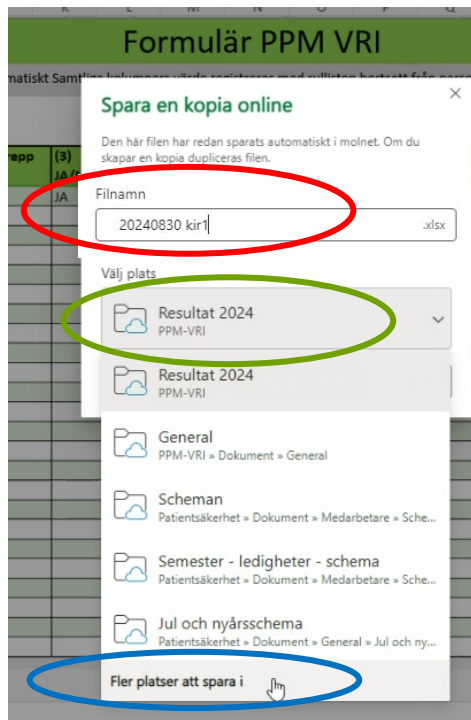 K L M N O P Q
Formulär PPM VRI
Spara en kopia online
Den här filen har redan sparats automatiskt i molnet. Om du
skapar en kopia dupliceras filen.
repp (3)
JA
Filnamn
20240830 kir1 .xlsx
Välj plats
Resultat 2024
PPM-VRI
Resultat 2024
PPM-VRI
General
PPM-VRI » Dokument » General
Scheman
Patientsäkerhet » Dokument » Medarbetare » Sche...
Semester - ledigheter - schema
Patientsäkerhet » Dokument » Medarbetare » Sche...
Jul och nyårsschema
Patientsäkerhet » Dokument » General » Jul och ny...
Fler platser att spara i